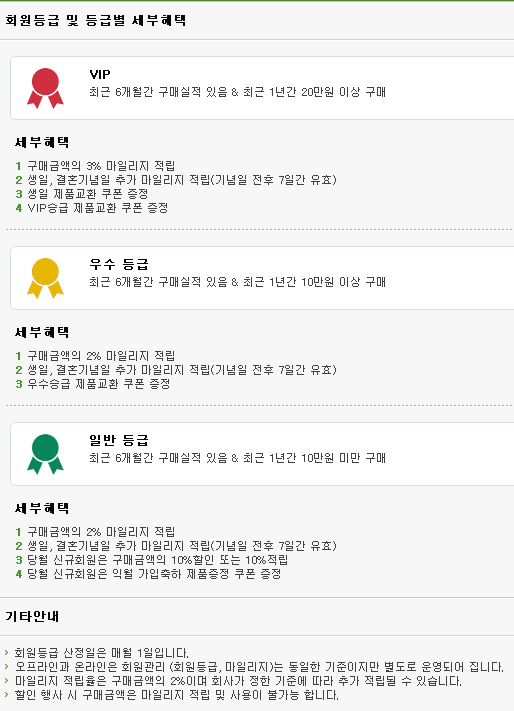 회원등급 및 등급별 세부혜택
VIP
최근 6개월간 구매실적 있음 & 최근 1년간 20만원 이상 구매
세부혜택
1 구매금액의 3% 마일리지 적립
2 생일, 결혼기념일 추가 마일리지 적립(기념일 전후 7일간 유효)
3 생일 제품교환 쿠폰 증정
4 VIP승급 제품교환 쿠폰 증정
우수 등급
최근 6개월간 구매실적 있음 & 최근 1년간 10만원 이상 구매
세부혜택
1 구매금액의 2% 마일리지 적립
2 생일, 결혼기념일 추가 마일리지 적립(기념일 전후 7일간 유효)
3 우수승급 제품교환 쿠폰 증정
일반 등급
최근 6개월간 구매실적 있음 & 최근 1년간 10만원 미만 구매
세부혜택
1 구매금액의 2% 마일리지 적립
2 생일, 결혼기념일 추가 마일리지 적립(기념일 전후 7일간 유효)
3 당월 신규회원은 구매금액의 10%할인 또는 10%적립
4 당월 신규회원은 익월 가입축하 제품증정 쿠폰 증정
기타안내
› 회원등급 산정일은 매월 1일입니다.
› 오프라인과 온라인은 회원관리 (회원등급, 마일리지)는 동일한 기준이지만 별도로 운영되어 집니다.
› 마일리지 적립율은 구매금액의 2%이며 회사가 정한 기준에 따라 추가 적립될 수 있습니다.
› 할인 행사 시 구매금액은 마일리지 적립 및 사용이 불가능 합니다.